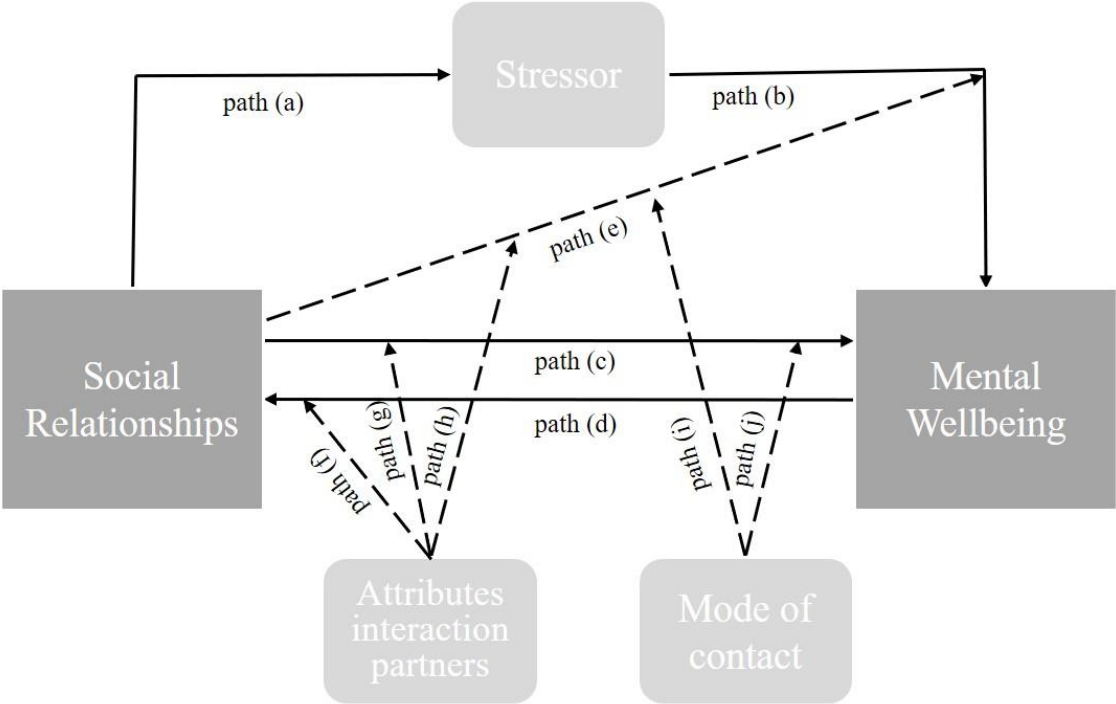 Stressor
path (a)
path (b)
path (e)
Social
Relationships
path (c)
path (d)
Mental
Wellbeing
path (f)
path (g)
path (h)
path (i)
path (j)
Attributes
interaction
partners
Mode of
contact